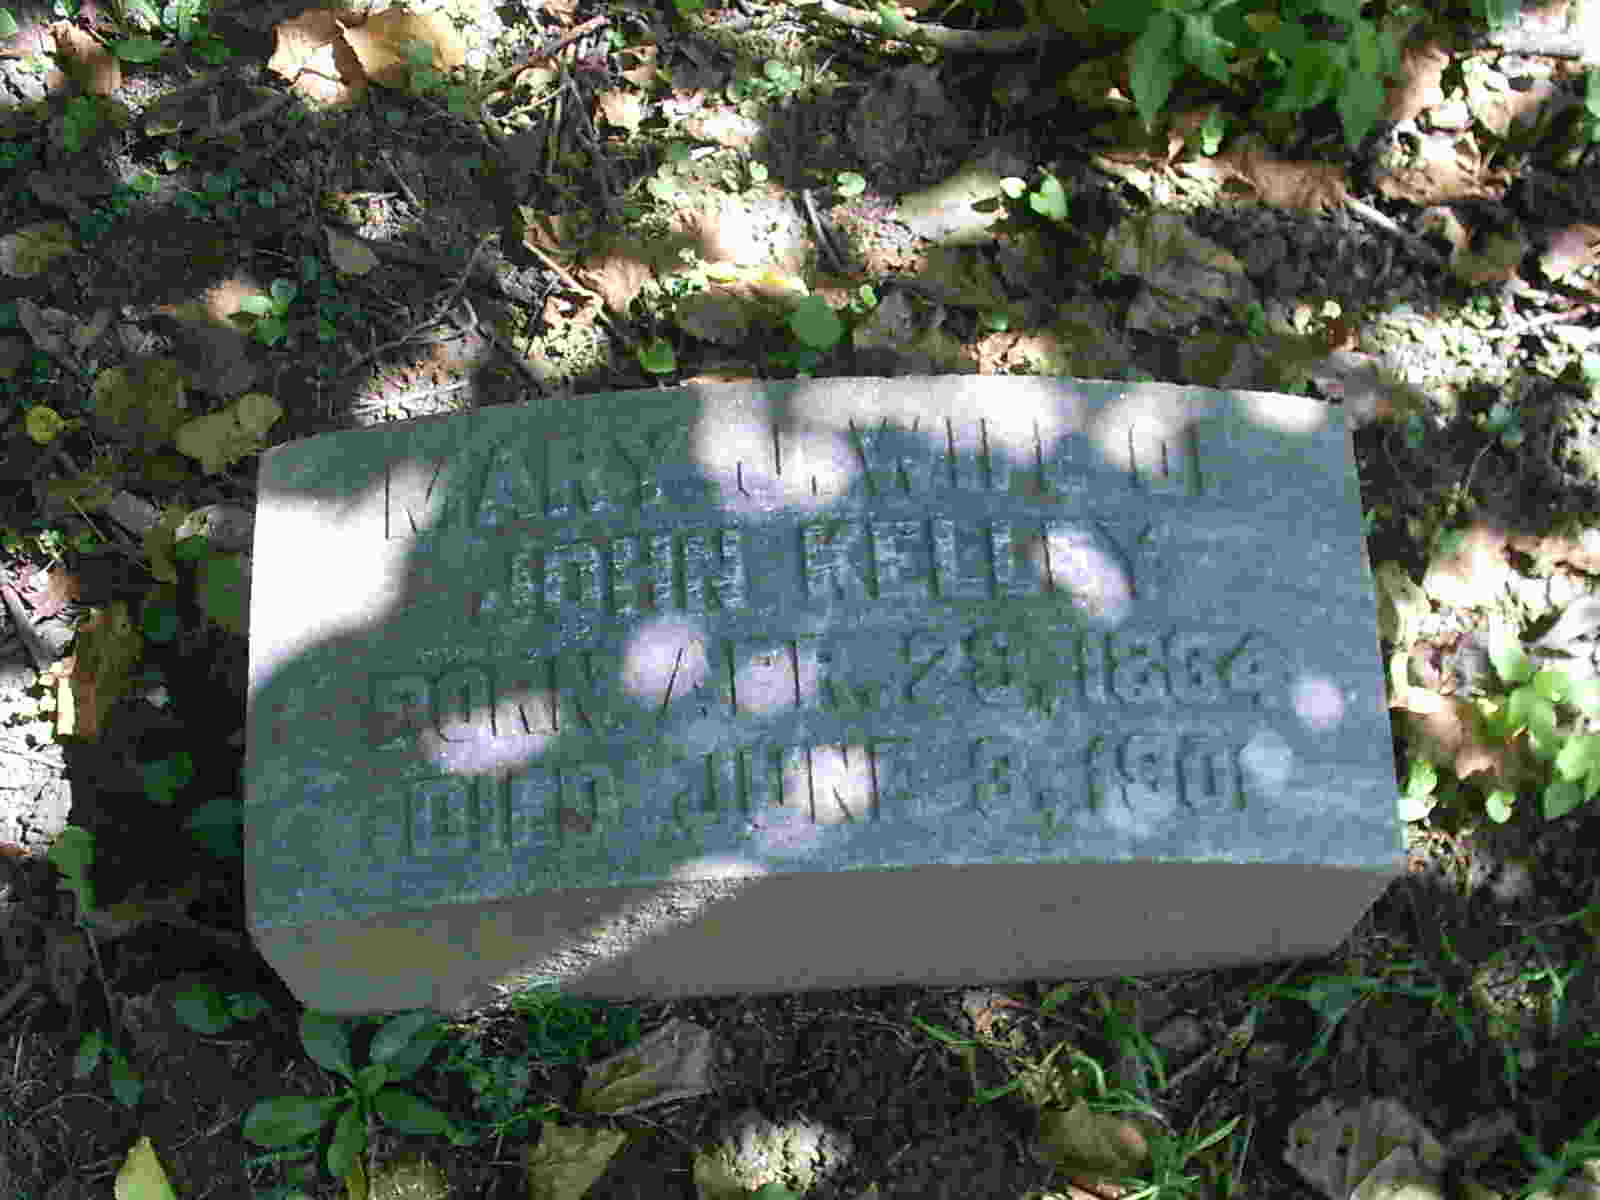 MARY J. WIFE OF
JOHN KELLEY
BORN APR. 28, 1864
DIED JUNE 8, 1901